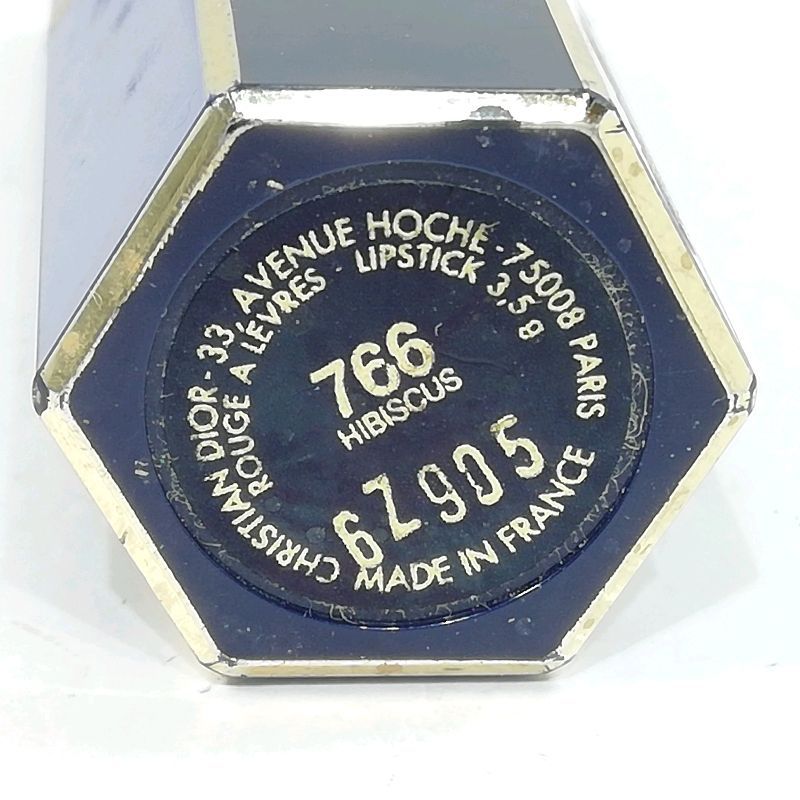 CHRISTIAN DIOR - 33, AVENUE HOCHE - 75008 PARIS
ROUGE A LÈVRES - LIPSTICK 3,5 g
766
HIBISCUS
6Z905
MADE IN FRANCE